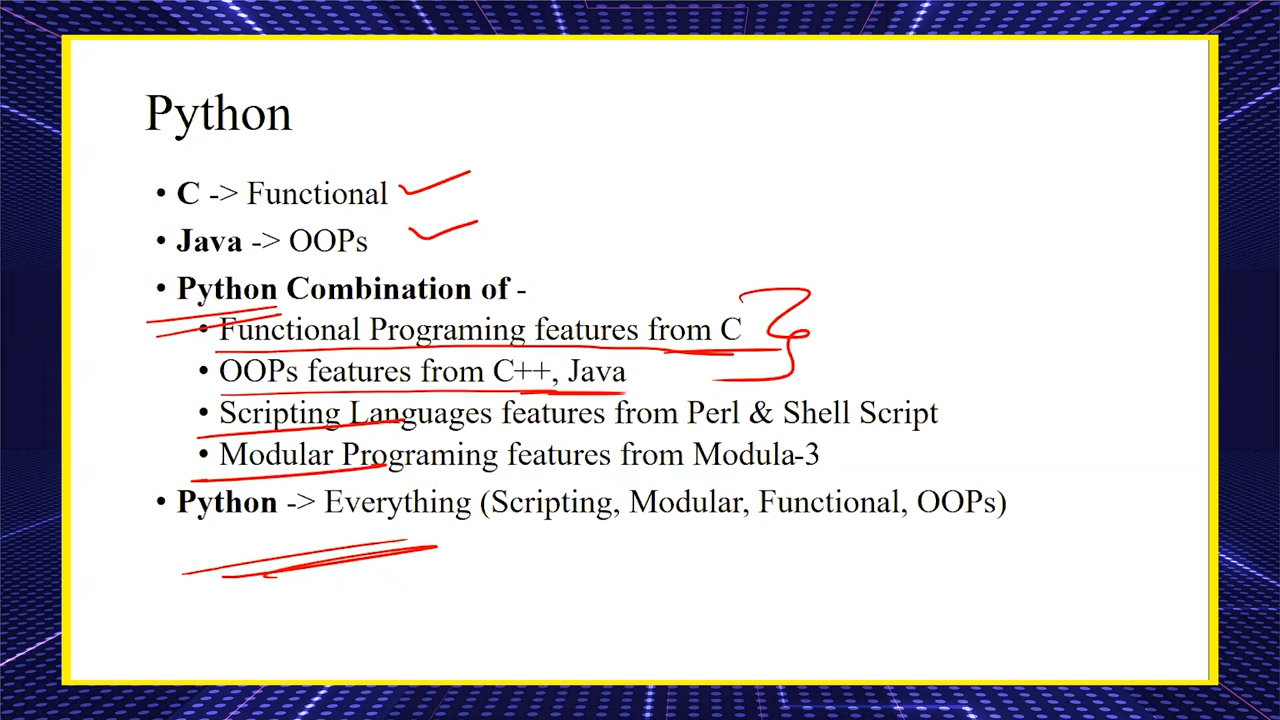 Python
• C -> Functional
• Java -> OOPs
• Python Combination of -
• Functional Programing features from C
• OOPs features from C++, Java
• Scripting Languages features from Perl & Shell Script
• Modular Programing features from Modula-3
• Python -> Everything (Scripting, Modular, Functional, OOPs)